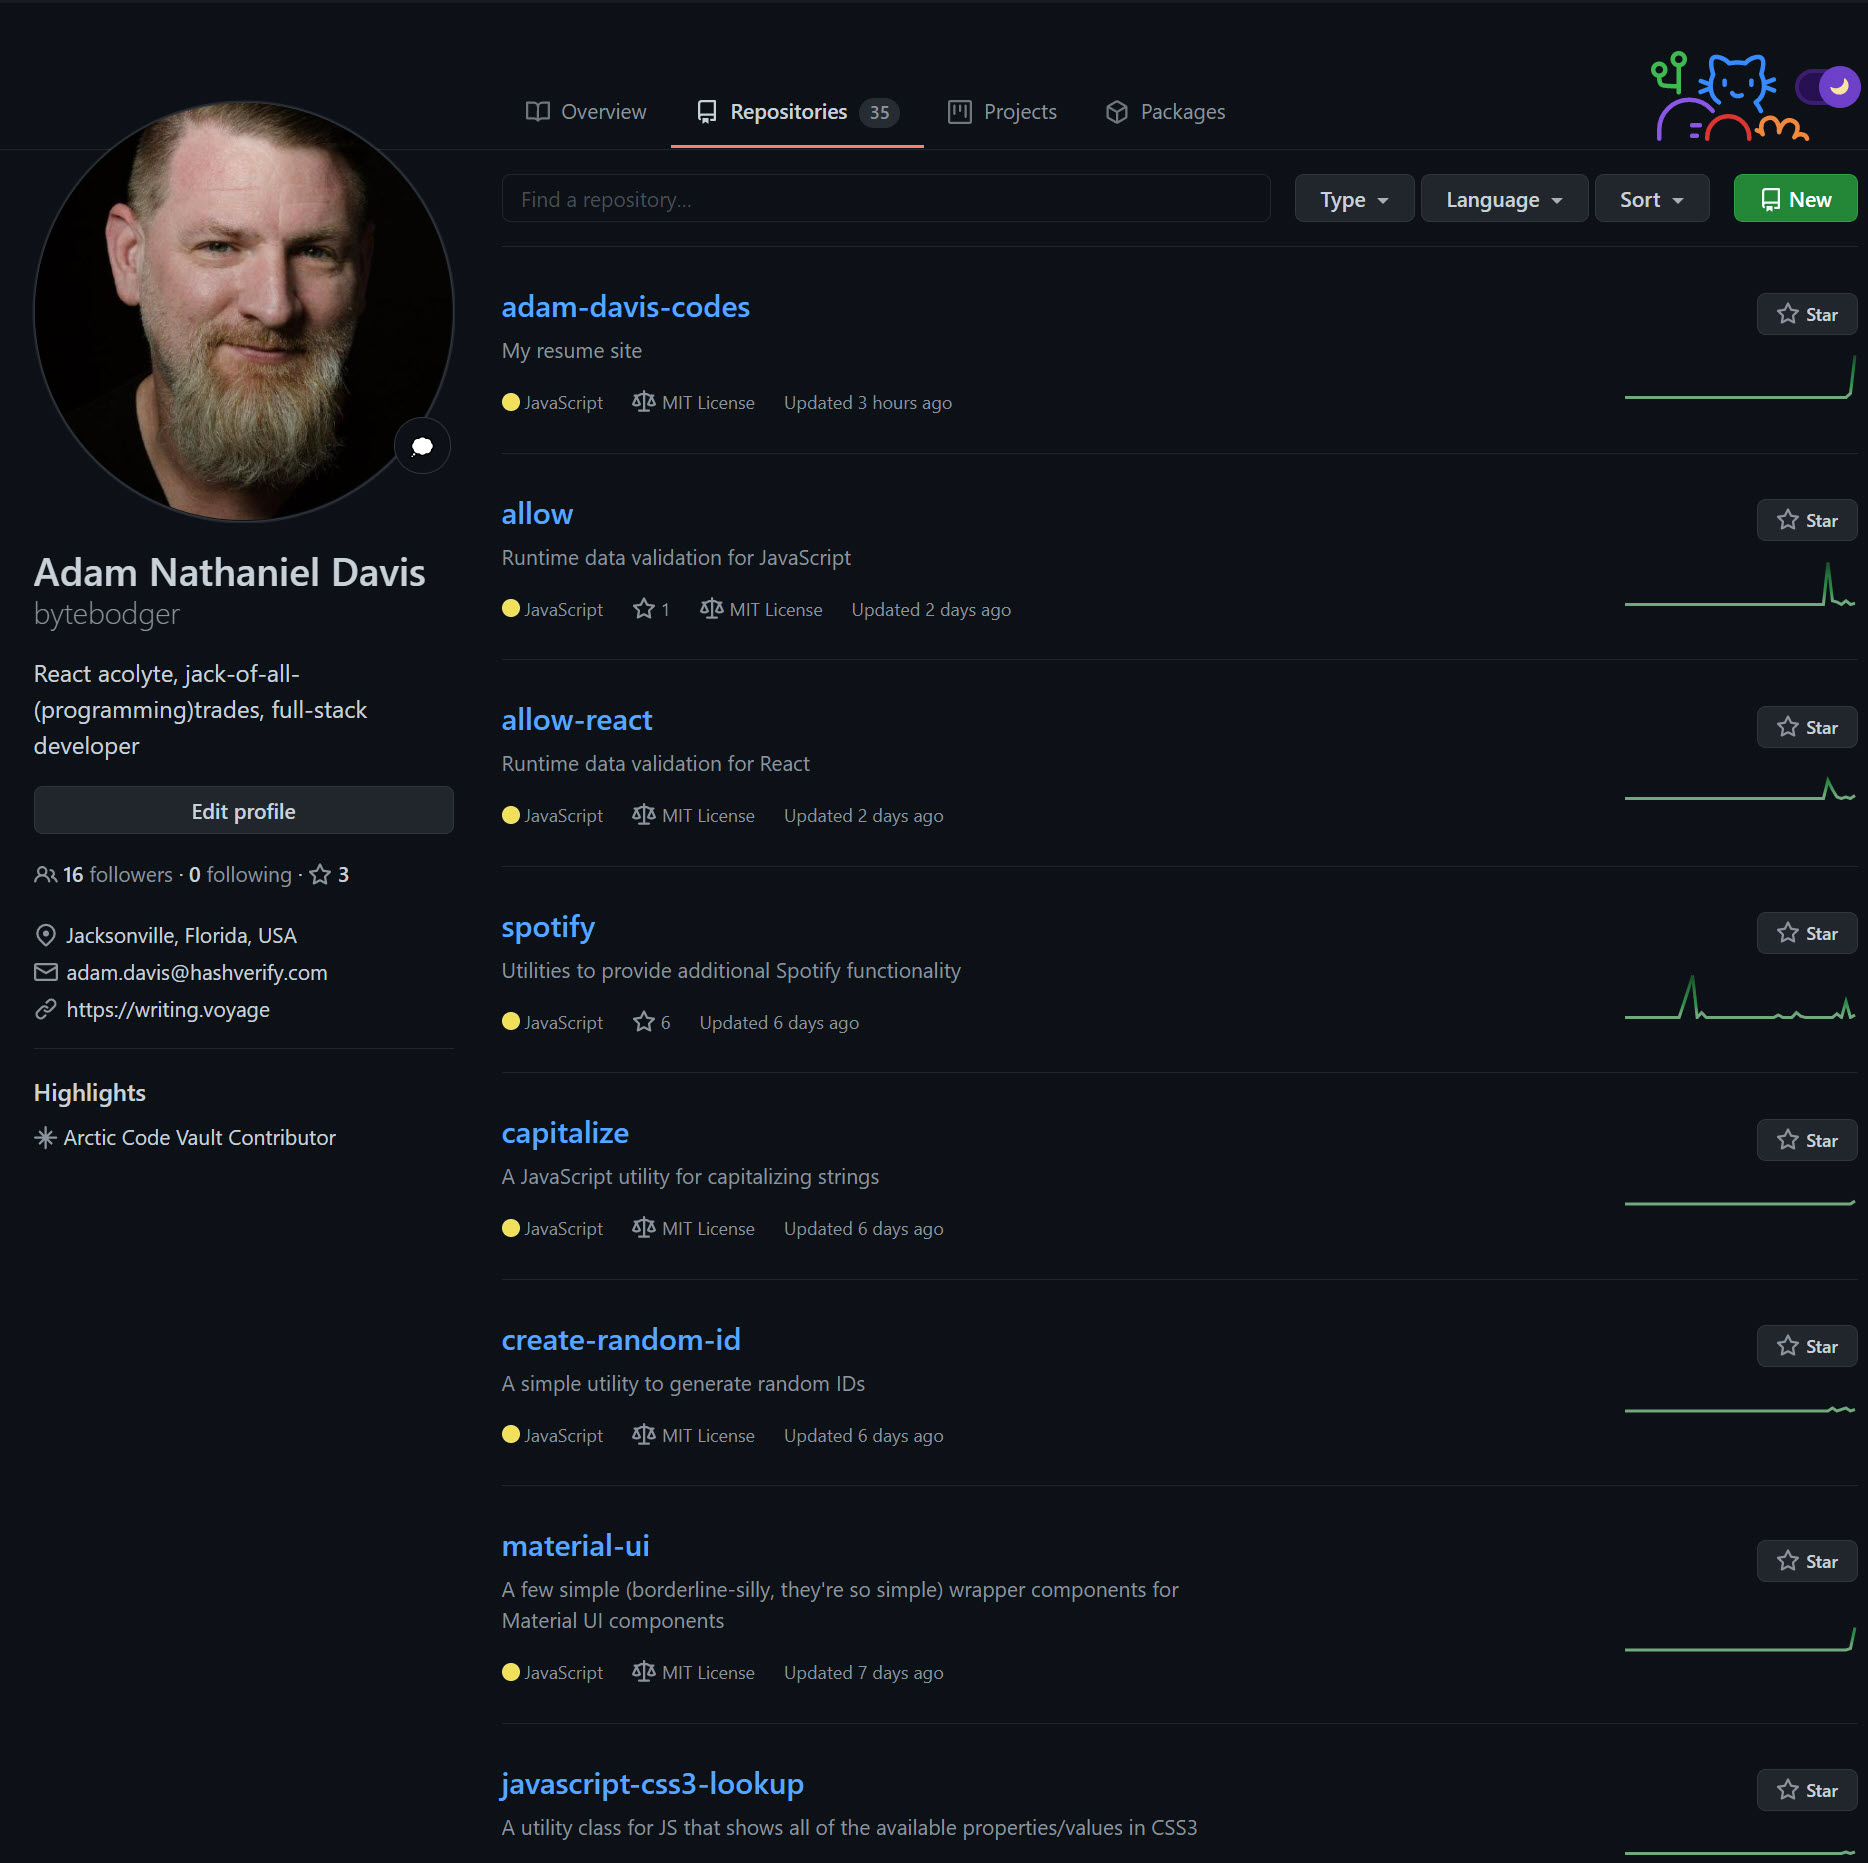 Overview
Repositories 35
Projects
Packages
Find a repository...
Type
Language
Sort
New
Adam Nathaniel Davis
bytebodger
React acolyte, jack-of-all-
(programming)trades, full-stack
developer
Edit profile
16 followers · 0 following · 3
Jacksonville, Florida, USA
adam.davis@hashverify.com
https://writing.voyage
Highlights
Arctic Code Vault Contributor
adam-davis-codes
Star
My resume site
JavaScript MIT License Updated 3 hours ago
allow
Star
Runtime data validation for JavaScript
JavaScript 1 MIT License Updated 2 days ago
allow-react
Star
Runtime data validation for React
JavaScript MIT License Updated 2 days ago
spotify
Star
Utilities to provide additional Spotify functionality
JavaScript 6 Updated 6 days ago
capitalize
Star
A JavaScript utility for capitalizing strings
JavaScript MIT License Updated 6 days ago
create-random-id
Star
A simple utility to generate random IDs
JavaScript MIT License Updated 6 days ago
material-ui
Star
A few simple (borderline-silly, they're so simple) wrapper components for
Material UI components
JavaScript MIT License Updated 7 days ago
javascript-css3-lookup
Star
A utility class for JS that shows all of the available properties/values in CSS3